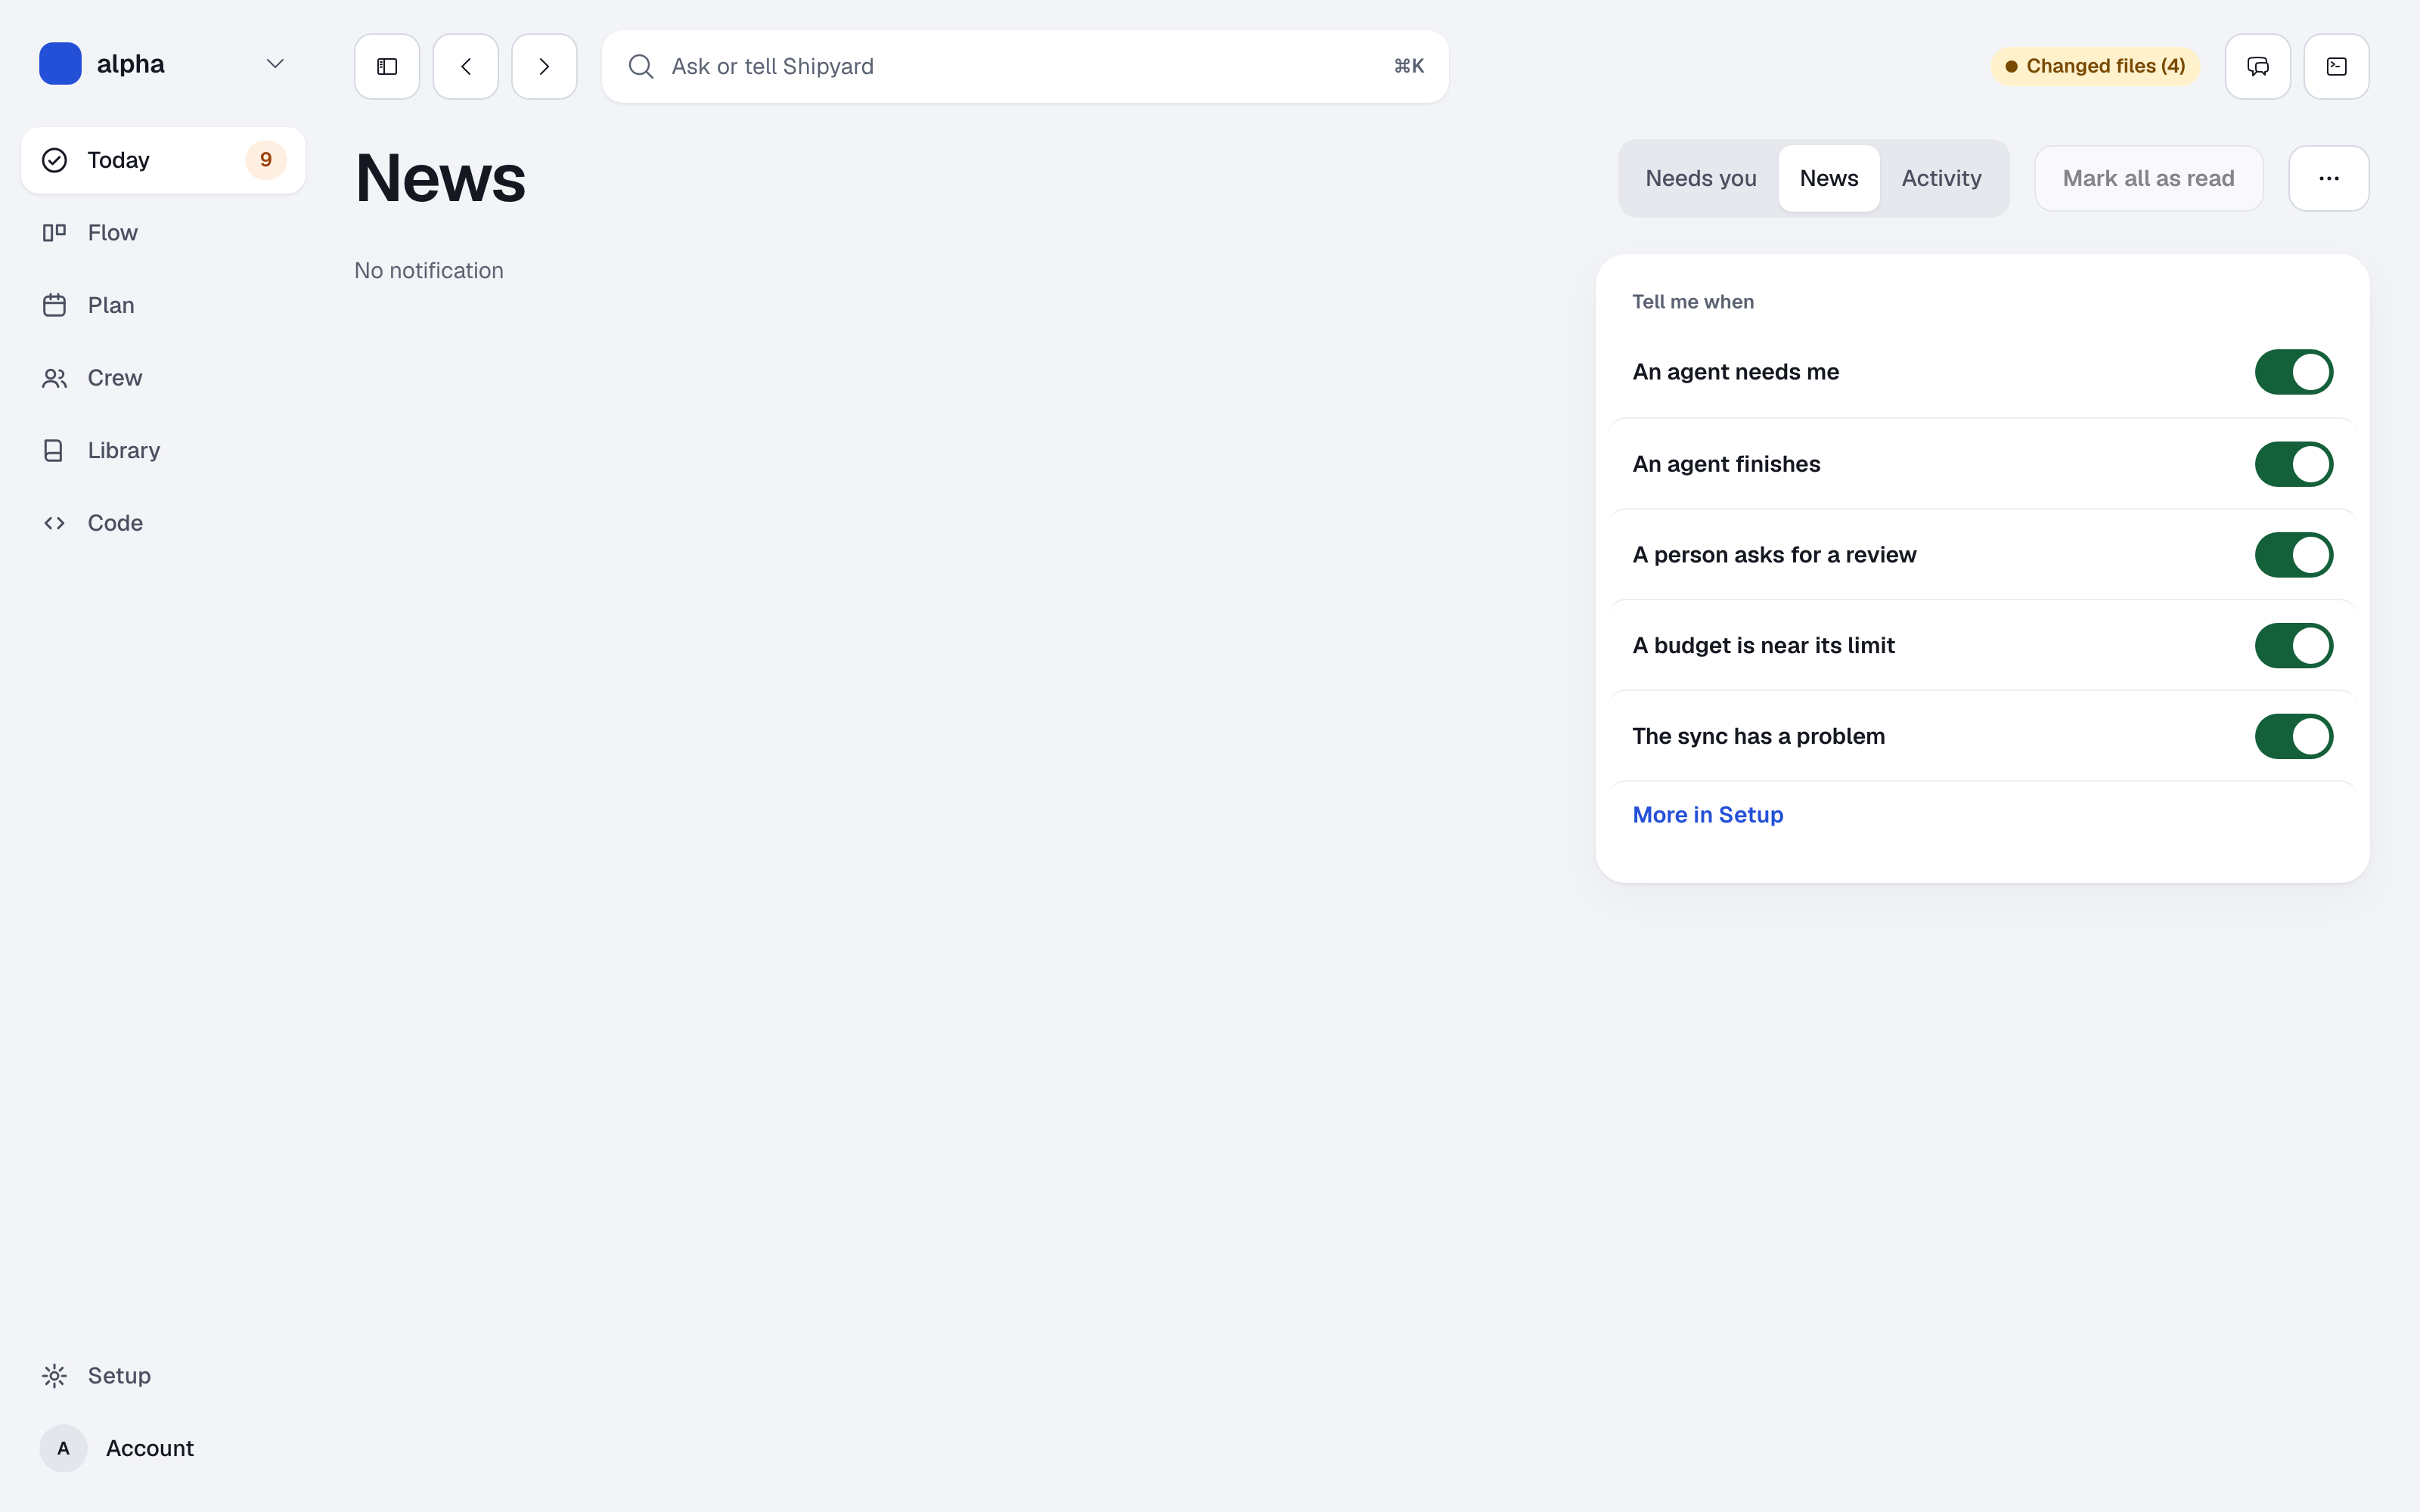 alpha
Ask or tell Shipyard
⌘K
Changed files (4)
Today
9
Flow
Plan
Crew
Library
Code
News
Needs you
News
Activity
Mark all as read
No notification
Tell me when
An agent needs me
An agent finishes
A person asks for a review
A budget is near its limit
The sync has a problem
More in Setup
Setup
A
Account